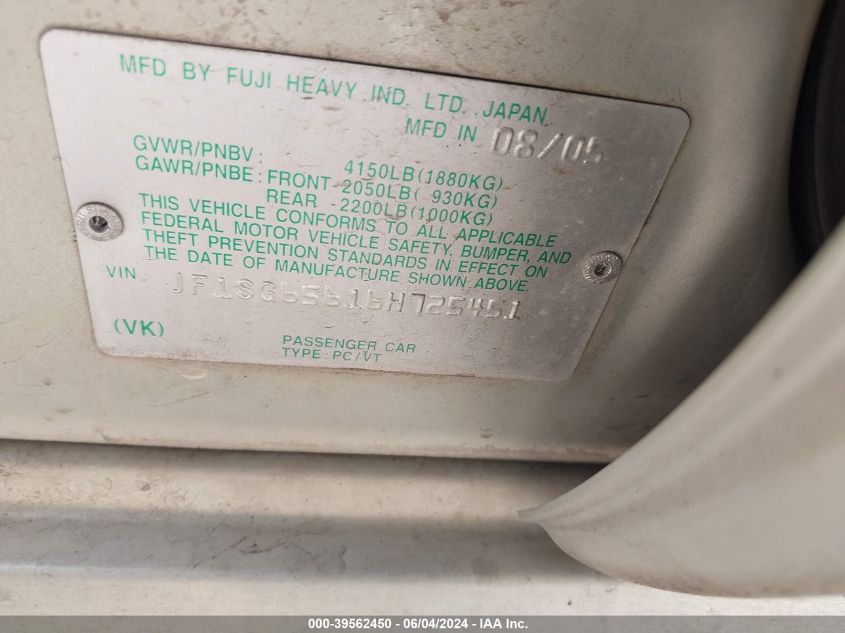 MFD BY FUJI HEAVY IND. LTD. JAPAN
MFD IN 08/05
GVWR/PNBV: 4150LB(1880KG)
GAWR/PNBE: FRONT-2050LB( 930KG)
REAR -2200LB(1000KG)
THIS VEHICLE CONFORMS TO ALL APPLICABLE
FEDERAL MOTOR VEHICLE SAFETY, BUMPER, AND
THEFT PREVENTION STANDARDS IN EFFECT ON
THE DATE OF MANUFACTURE SHOWN ABOVE.
VIN JF1SG65616H725451
(VK)
PASSENGER CAR
TYPE:PC/VT
000-39562450 - 06/04/2024 - IAA Inc.